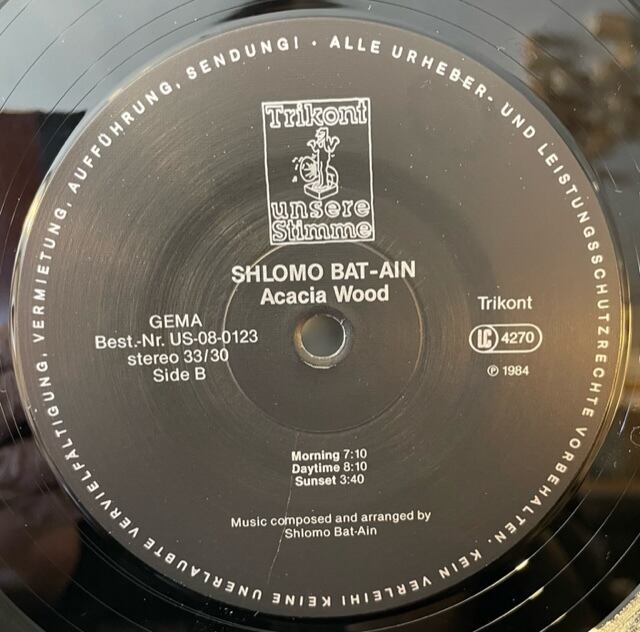 ALLE URHEBER- UND LEISTUNGSSCHUTZRECHTE VORBEHALTEN. KEIN VERLEIH! KEINE UNERLAUBTE VERVIELFÄLTIGUNG, VERMIETUNG, AUFFÜHRUNG, SENDUNG! •
Trikont
unsere
Stimme
SHLOMO BAT-AIN
Acacia Wood
GEMA
Best.-Nr. US-08-0123
stereo 33/30
Side B
Trikont
LC 4270
℗ 1984
Morning 7:10
Daytime 8:10
Sunset 3:40
Music composed and arranged by
Shlomo Bat-Ain